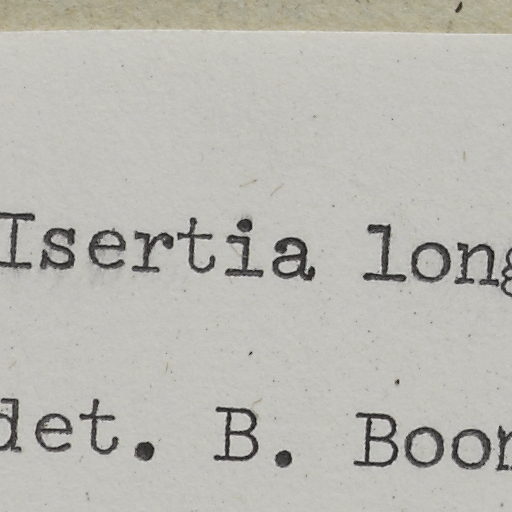 Isertia long
det. B. Boon